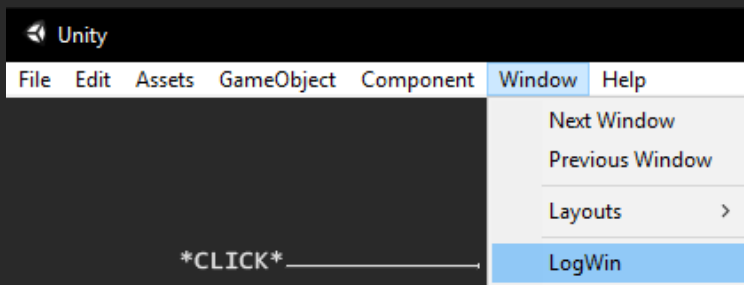 Unity
File Edit Assets GameObject Component Window Help
Next Window
Previous Window
Layouts
*CLICK* LogWin